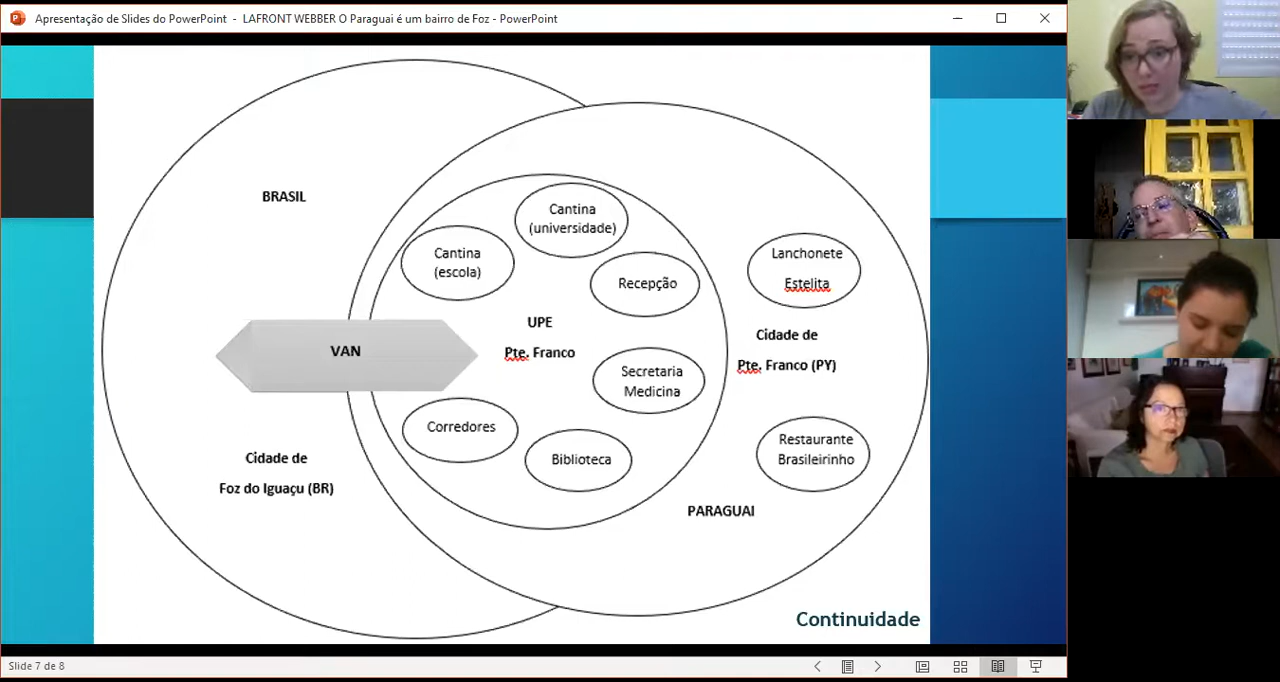 Apresentação de Slides do PowerPoint - LAFRONT WEBBER O Paraguai é um bairro de Foz - PowerPoint
BRASIL
Cantina
(universidade)
Cantina
(escola)
Recepção
Lanchonete
Estelita
UPE
Pte. Franco
Cidade de
Pte. Franco (PY)
VAN
Secretaria
Medicina
Corredores
Biblioteca
Restaurante
Brasileirinho
Cidade de
Foz do Iguaçu (BR)
PARAGUAI
Continuidade
Slide 7 de 8